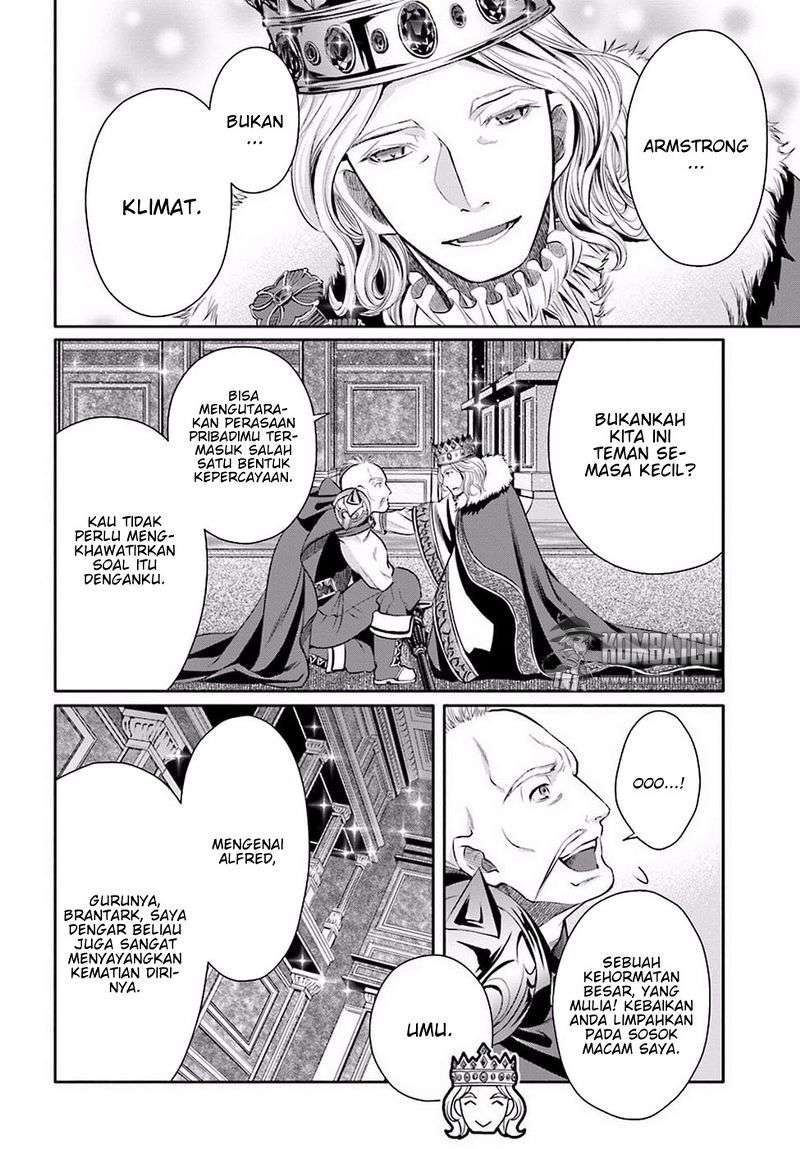 ARMSTRONG
...
BUKAN
...
KLIMAT.
BUKANKAH
KITA INI
TEMAN SE-
MASA KECIL?
BISA
MENGUTARA-
KAN PERASAAN
PRIBADIMU TER-
MASUK SALAH
SATU BENTUK
KEPERCAYAAN.
KAU TIDAK
PERLU MENG-
KHAWATIRKAN
SOAL ITU
DENGANKU.
KOMBATCH
www.kombatch.com
OOO...!
SEBUAH
KEHORMATAN
BESAR, YANG
MULIA! KEBAIKAN
ANDA LIMPAHKAN
PADA SOSOK
MACAM SAYA.
UMU.
MENGENAI
ALFRED,
GURUNYA,
BRANTARK, SAYA
DENGAR BELIAU
JUGA SANGAT
MENYAYANGKAN
KEMATIAN DIRI-
NYA.